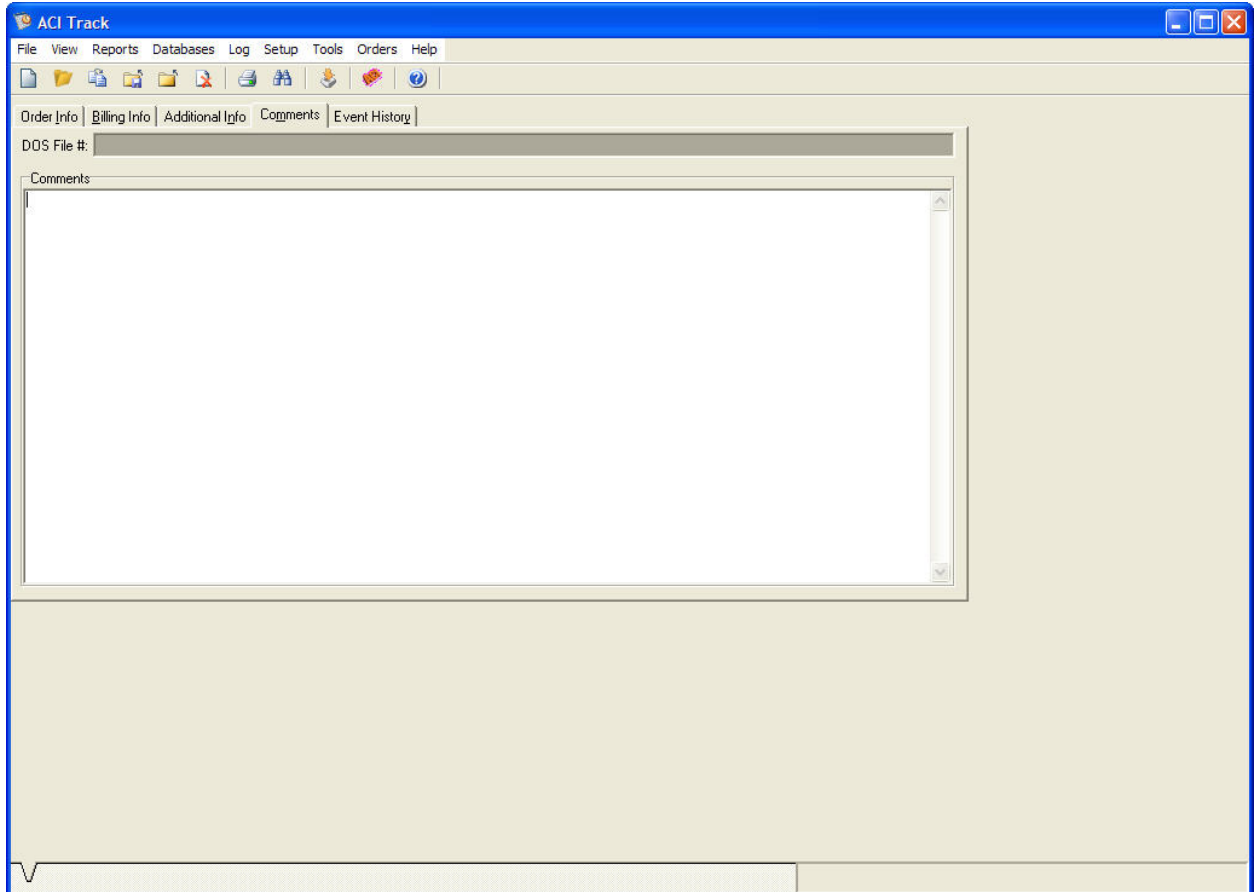 ACI Track
File View Reports Databases Log Setup Tools Orders Help
Order Info Billing Info Additional Info Comments Event History
DOS File #:
Comments